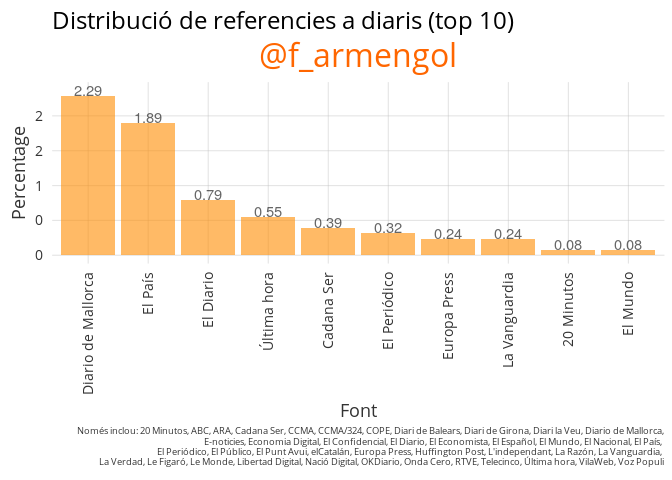 Distribució de referencies a diaris (top 10)
@f_armengol
Percentage
2
2
1
0
0
2.29
1.89
0.79
0.55
0.39
0.32
0.24
0.24
0.08
0.08
Diario de Mallorca
El País
El Diario
Última hora
Cadana Ser
El Periódico
Europa Press
La Vanguardia
20 Minutos
El Mundo
Font
Només inclou: 20 Minutos, ABC, ARA, Cadana Ser, CCMA, CCMA/324, COPE, Diari de Balears, Diari de Girona, Diari la Veu, Diario de Mallorca,
E-noticies, Economia Digital, El Confidencial, El Diario, El Economista, El Español, El Mundo, El Nacional, El País,
El Periódico, El Público, El Punt Avui, elCatalán, Europa Press, Huffington Post, L'independant, La Razón, La Vanguardia,
La Verdad, Le Figaró, Le Monde, Libertad Digital, Nació Digital, OKDiario, Onda Cero, RTVE, Telecinco, Última hora, VilaWeb, Voz Populi